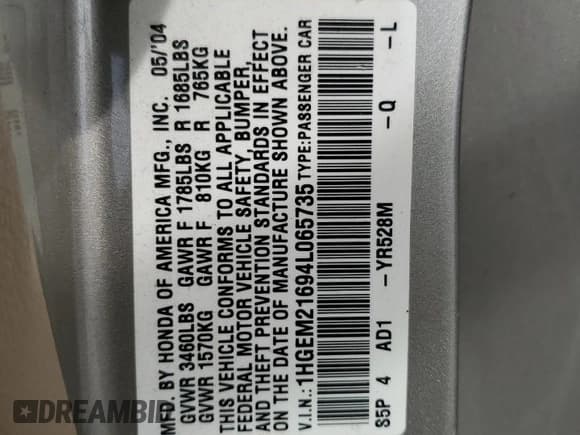 MFD. BY HONDA OF AMERICA MFG., INC. 05/'04
GVWR 3460LBS GAWR F 1785LBS R 1685LBS
GVWR 1570KG GAWR F 810KG R 765KG
THIS VEHICLE CONFORMS TO ALL APPLICABLE
FEDERAL MOTOR VEHICLE SAFETY, BUMPER,
AND THEFT PREVENTION STANDARDS IN EFFECT
ON THE DATE OF MANUFACTURE SHOWN ABOVE.
V.I.N.: 1HGEM21694L065735 TYPE:PASSENGER CAR
S5P 4 AD1 - YR528M - Q - L
DREAMBID